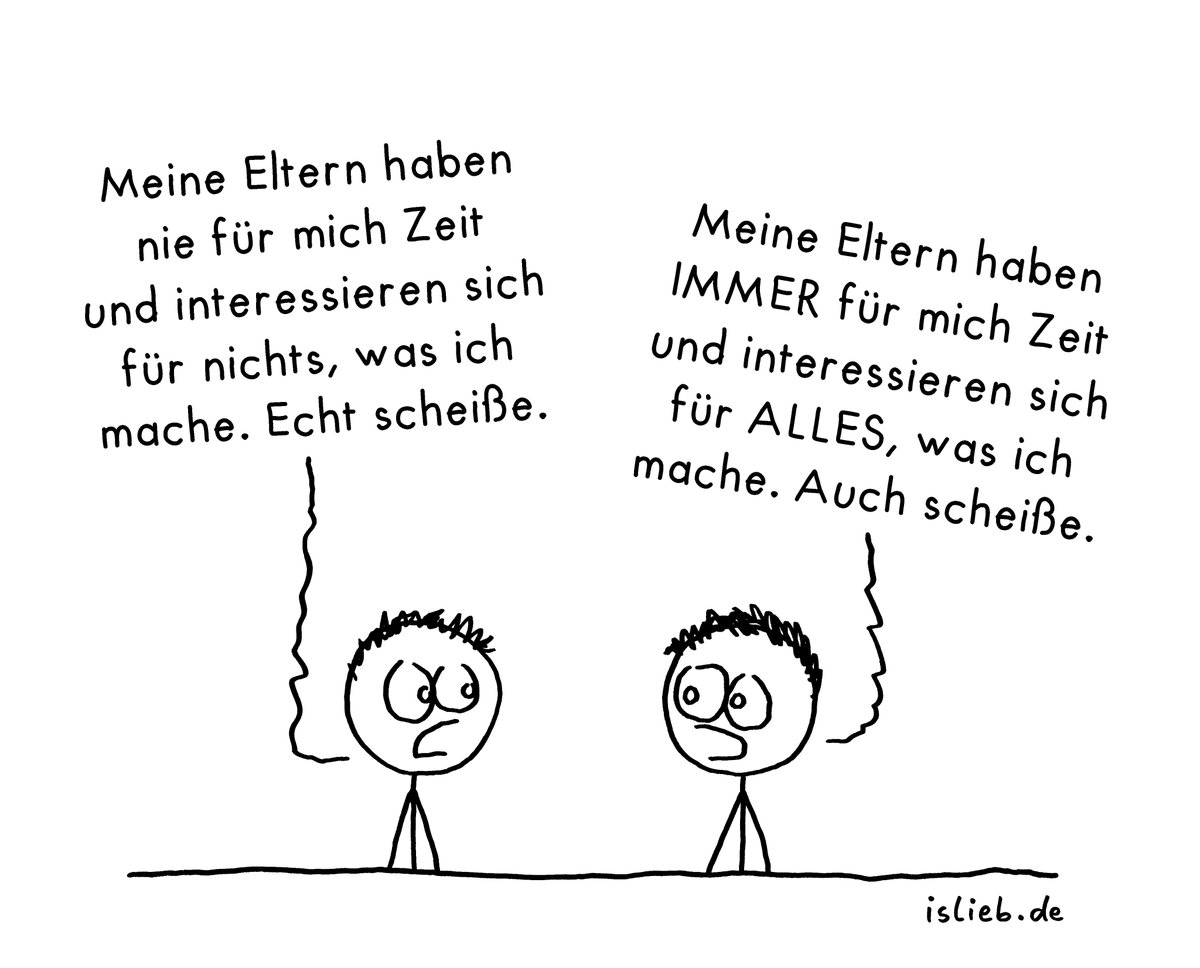 Meine Eltern haben
nie für mich Zeit
und interessieren sich
für nichts, was ich
mache. Echt scheiße.
Meine Eltern haben
IMMER für mich Zeit
und interessieren sich
für ALLES, was ich
mache. Auch scheiße.
islieb.de